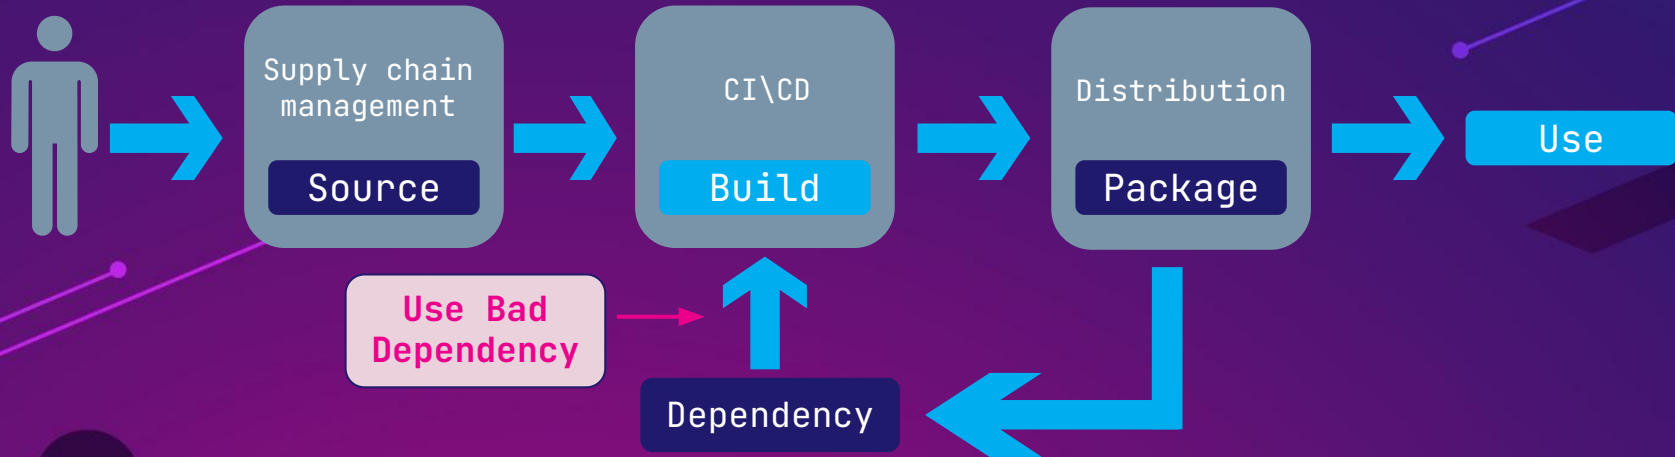 Supply chain
management
Source
CI\CD
Build
Distribution
Package
Use
Use Bad
Dependency
Dependency